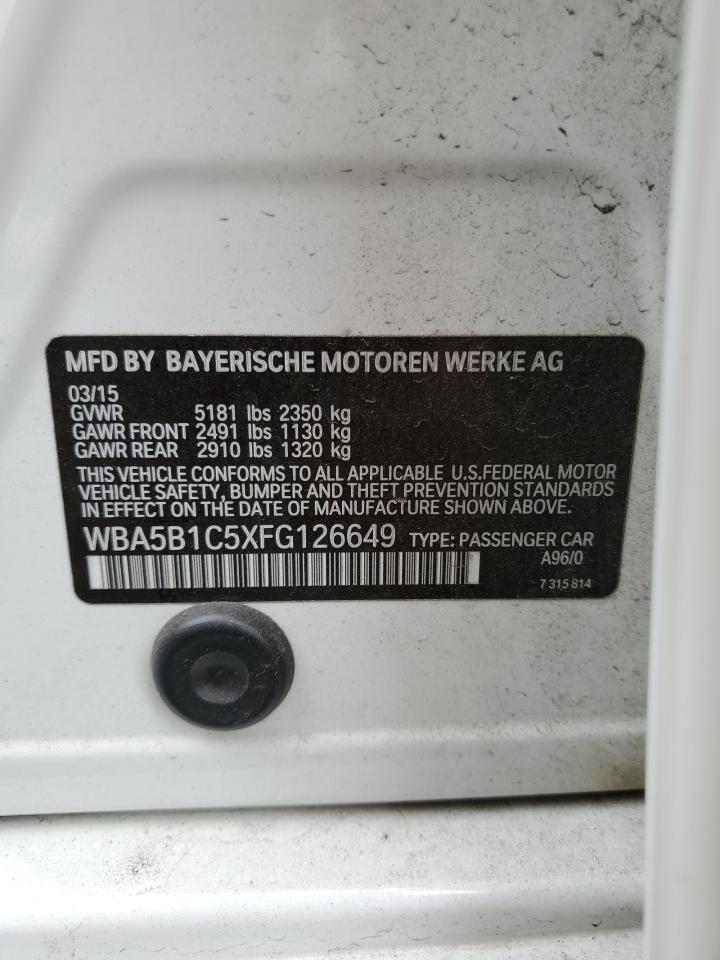 MFD BY BAYERISCHE MOTOREN WERKE AG
03/15
GVWR 5181 lbs 2350 kg
GAWR FRONT 2491 lbs 1130 kg
GAWR REAR 2910 lbs 1320 kg
THIS VEHICLE CONFORMS TO ALL APPLICABLE U.S.FEDERAL MOTOR
VEHICLE SAFETY, BUMPER AND THEFT PREVENTION STANDARDS
IN EFFECT ON THE DATE OF MANUFACTURE SHOWN ABOVE.
WBA5B1C5XFG126649 TYPE: PASSENGER CAR
A96/0
7 315 814